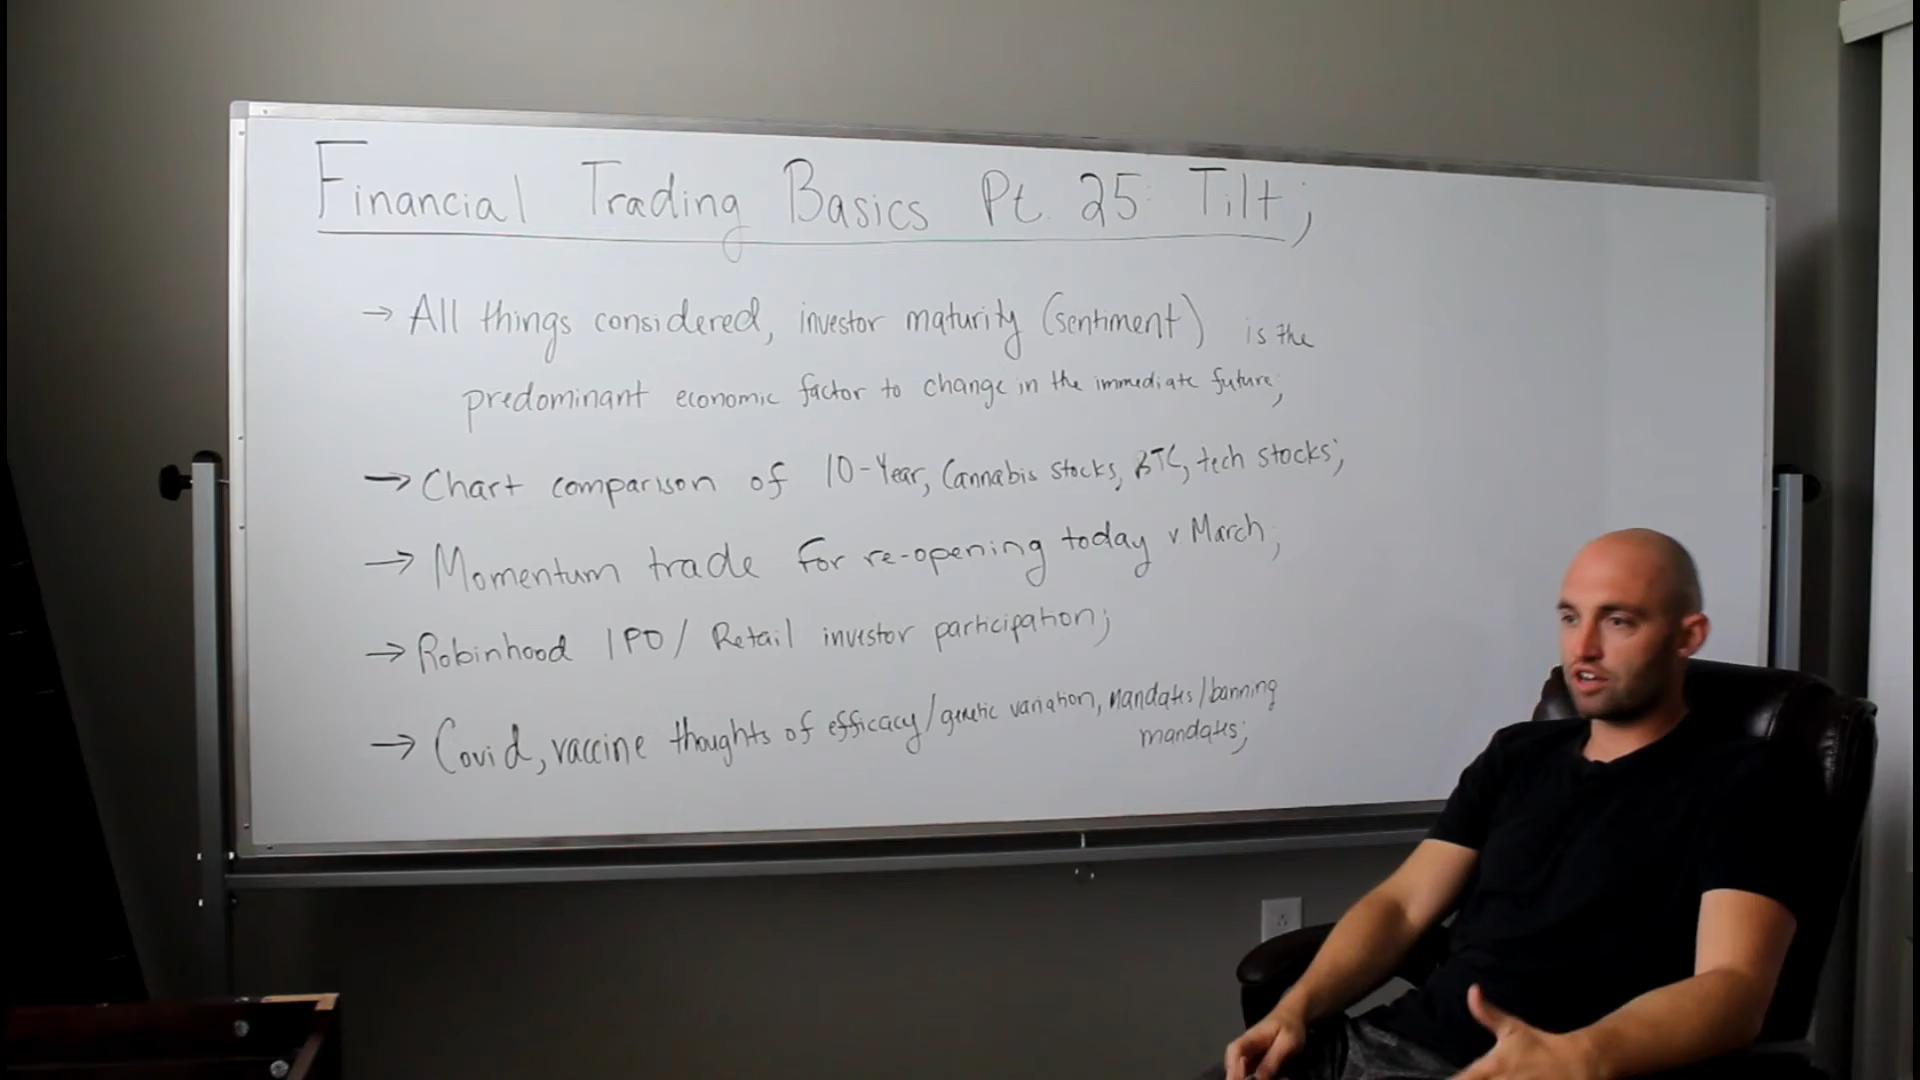 Financial Trading Basics Pt. 25: Tilt;
→ All things considered, investor maturity (sentiment) is the
predominant economic factor to change in the immediate future;
→ Chart comparison of 10-Year, Cannabis stocks, BTC, tech stocks;
→ Momentum trade for re-opening today v March;
→ Robinhood IPO / Retail investor participation;
→ Covid, vaccine thoughts of efficacy/genetic variation, mandates/banning
mandates;